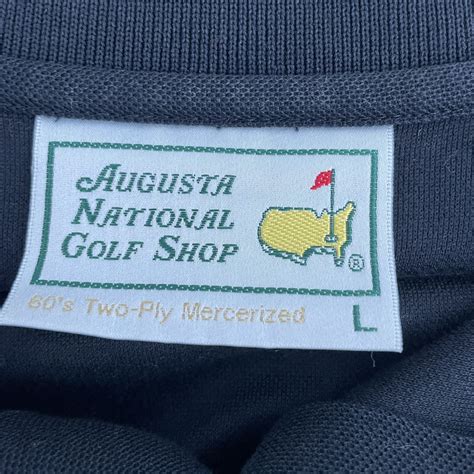 AUGUSTA
NATIONAL
GOLF SHOP
®
60's Two-Ply Mercerized
L